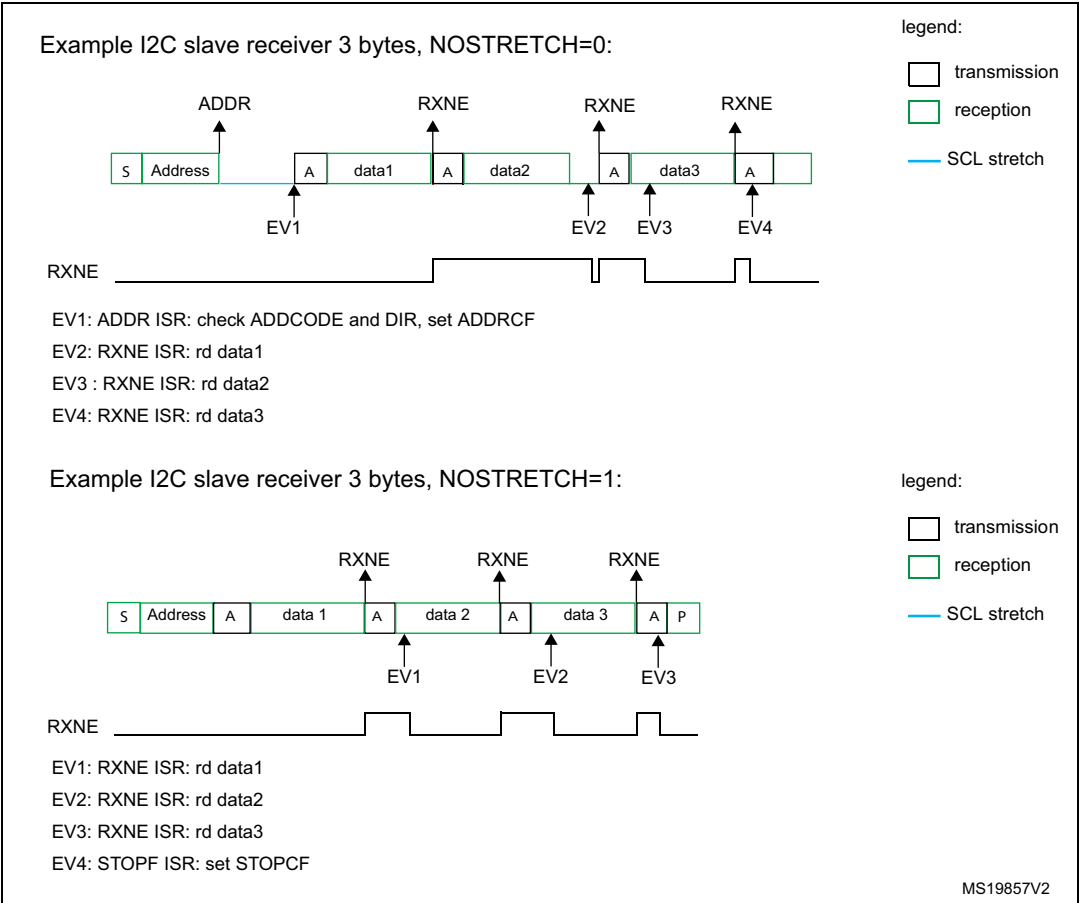 Example I2C slave receiver 3 bytes, NOSTRETCH=0:
legend:
transmission
reception
SCL stretch
ADDR RXNE RXNE RXNE
S Address A data1 A data2 A data3 A
EV1 EV2 EV3 EV4
RXNE
EV1: ADDR ISR: check ADDCODE and DIR, set ADDRCF
EV2: RXNE ISR: rd data1
EV3 : RXNE ISR: rd data2
EV4: RXNE ISR: rd data3
Example I2C slave receiver 3 bytes, NOSTRETCH=1:
legend:
transmission
reception
SCL stretch
RXNE RXNE RXNE
S Address A data 1 A data 2 A data 3 A P
EV1 EV2 EV3
RXNE
EV1: RXNE ISR: rd data1
EV2: RXNE ISR: rd data2
EV3: RXNE ISR: rd data3
EV4: STOPF ISR: set STOPCF
MS19857V2